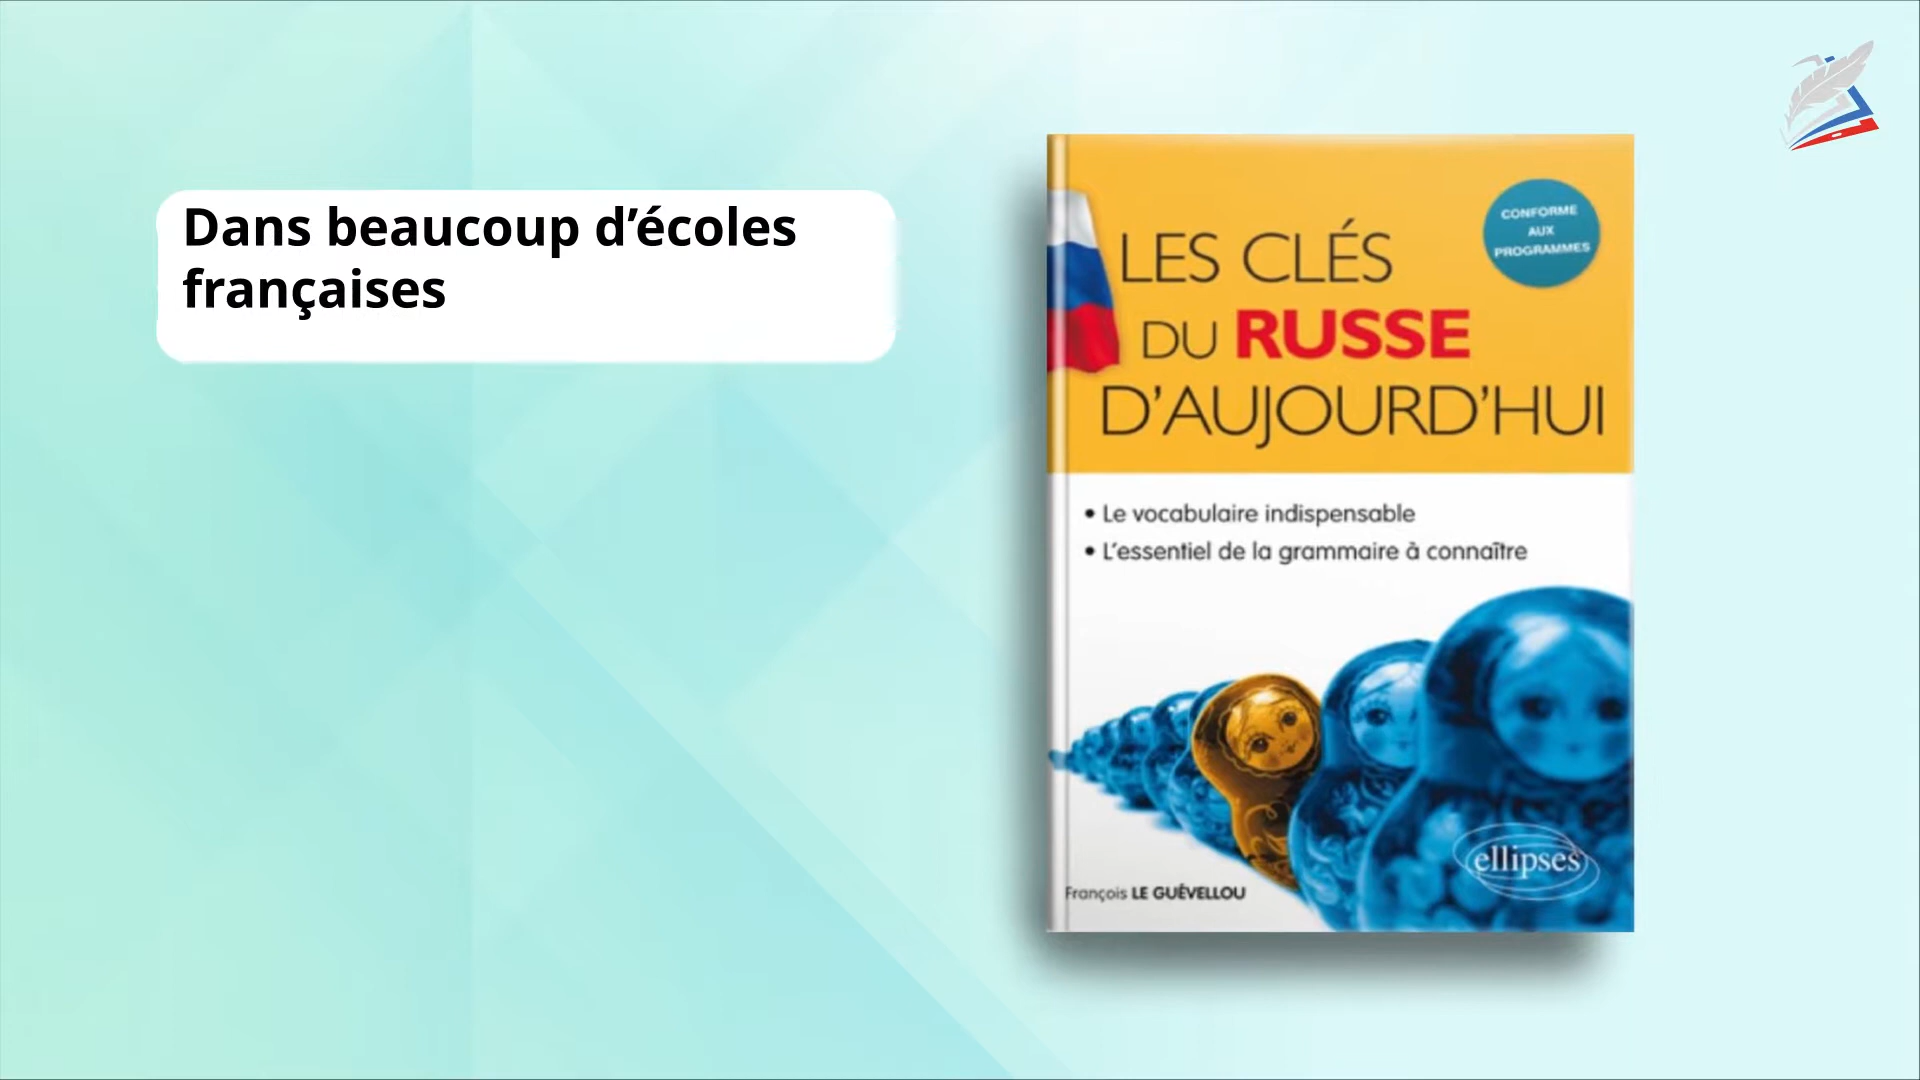 Dans beaucoup d’écoles
françaises
CONFORME
AUX
PROGRAMMES
LES CLÉS
DU RUSSE
D’AUJOURD’HUI
• Le vocabulaire indispensable
• L’essentiel de la grammaire à connaître
ellipses
François LE GUÊVELLOU